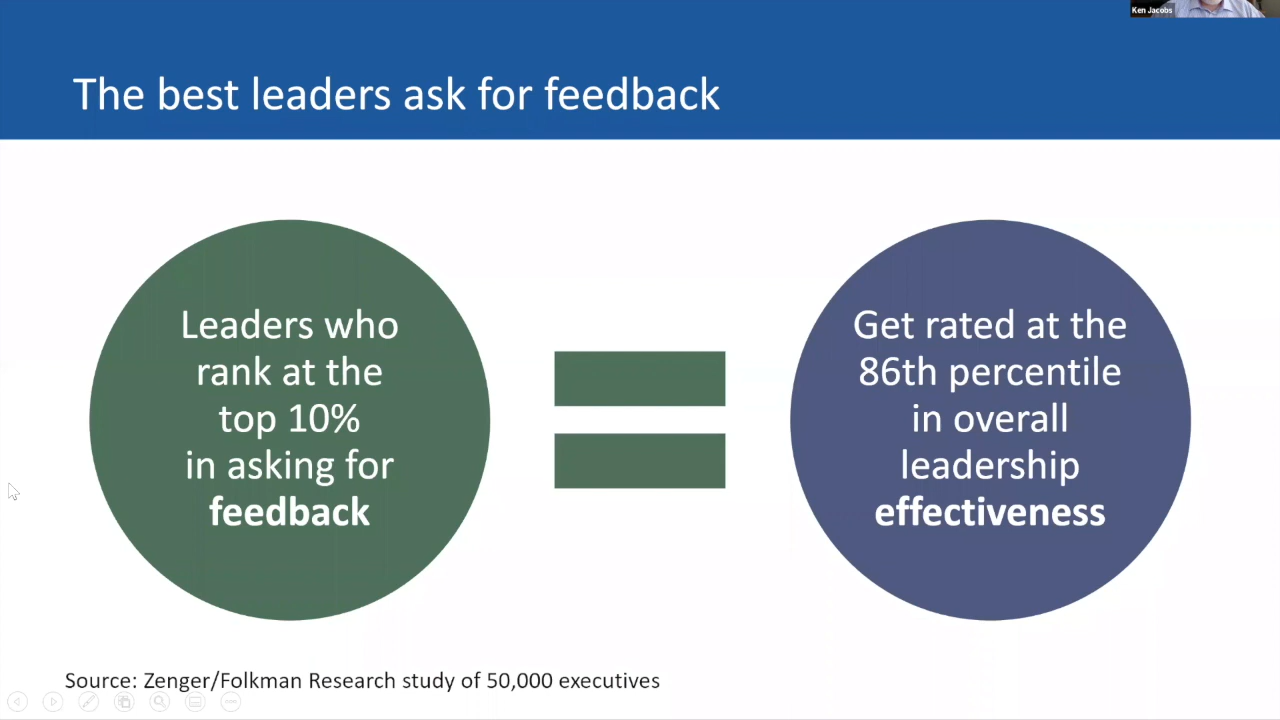 Ken Jacobs
The best leaders ask for feedback
Leaders who
rank at the
top 10%
in asking for
feedback
Get rated at the
86th percentile
in overall
leadership
effectiveness
Source: Zenger/Folkman Research study of 50,000 executives